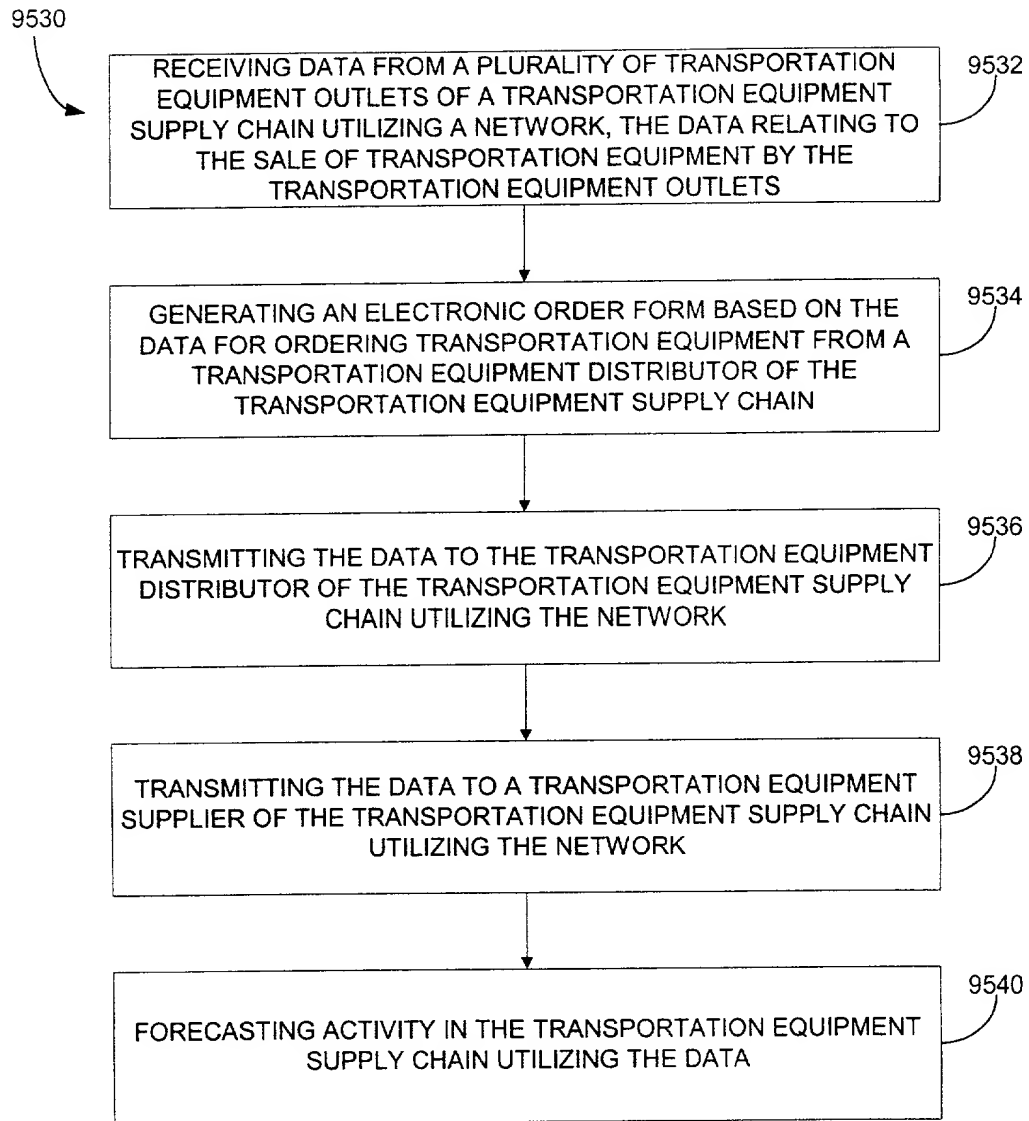 9530
RECEIVING DATA FROM A PLURALITY OF TRANSPORTATION
EQUIPMENT OUTLETS OF A TRANSPORTATION EQUIPMENT
SUPPLY CHAIN UTILIZING A NETWORK, THE DATA RELATING TO
THE SALE OF TRANSPORTATION EQUIPMENT BY THE
TRANSPORTATION EQUIPMENT OUTLETS
9532
GENERATING AN ELECTRONIC ORDER FORM BASED ON THE
DATA FOR ORDERING TRANSPORTATION EQUIPMENT FROM A
TRANSPORTATION EQUIPMENT DISTRIBUTOR OF THE
TRANSPORTATION EQUIPMENT SUPPLY CHAIN
9534
TRANSMITTING THE DATA TO THE TRANSPORTATION EQUIPMENT
DISTRIBUTOR OF THE TRANSPORTATION EQUIPMENT SUPPLY
CHAIN UTILIZING THE NETWORK
9536
TRANSMITTING THE DATA TO A TRANSPORTATION EQUIPMENT
SUPPLIER OF THE TRANSPORTATION EQUIPMENT SUPPLY CHAIN
UTILIZING THE NETWORK
9538
FORECASTING ACTIVITY IN THE TRANSPORTATION EQUIPMENT
SUPPLY CHAIN UTILIZING THE DATA
9540